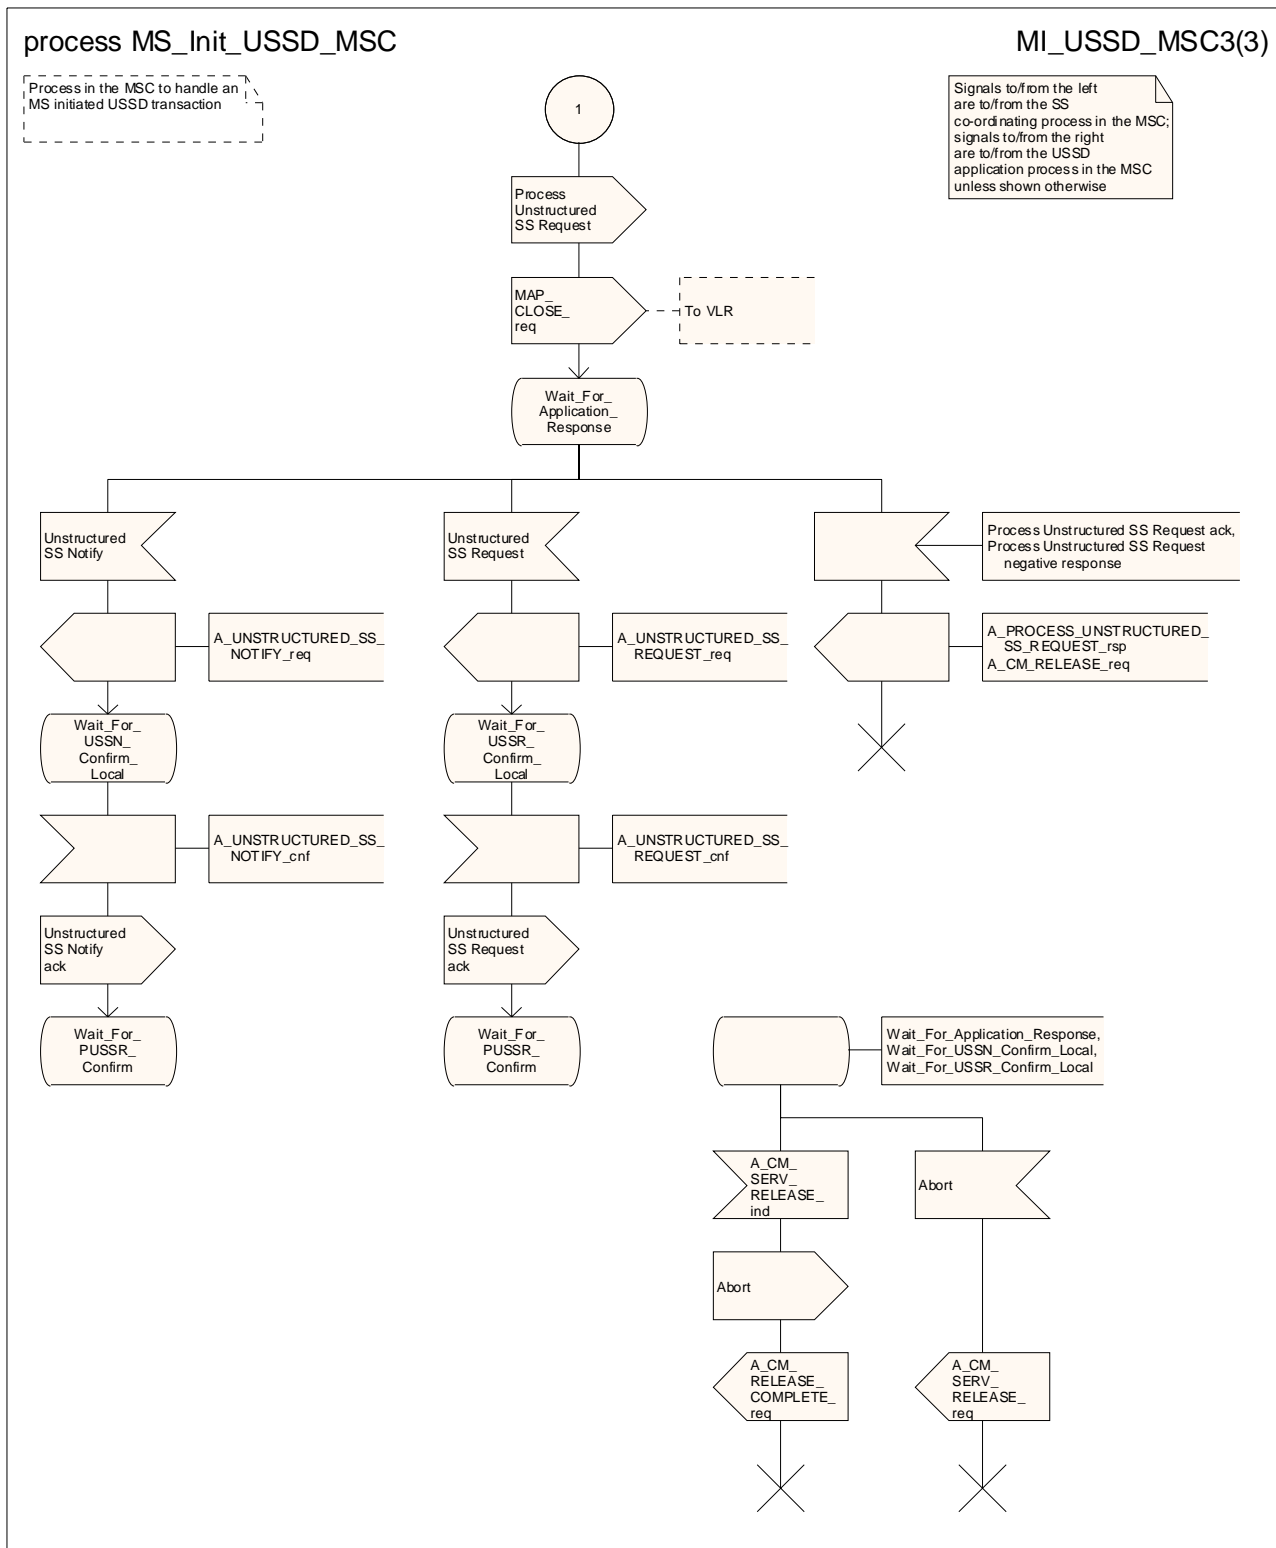 process MS_Init_USSD_MSC
MI_USSD_MSC3(3)
Process in the MSC to handle an
MS initiated USSD transaction
1
Signals to/from the left
are to/from the SS
co-ordinating process in the MSC;
signals to/from the right
are to/from the USSD
application process in the MSC
unless shown otherwise
Process
Unstructured
SS Request
MAP_
CLOSE_
req
To VLR
Wait_For_
Application_
Response
Unstructured
SS Notify
Unstructured
SS Request
Process Unstructured SS Request ack,
Process Unstructured SS Request
negative response
A_UNSTRUCTURED_SS_
NOTIFY_req
A_UNSTRUCTURED_SS_
REQUEST_req
A_PROCESS_UNSTRUCTURED_
SS_REQUEST_rsp
A_CM_RELEASE_req
Wait_For_
USSN_
Confirm_
Local
Wait_For_
USSR_
Confirm_
Local
A_UNSTRUCTURED_SS_
NOTIFY_cnf
A_UNSTRUCTURED_SS_
REQUEST_cnf
Unstructured
SS Notify
ack
Unstructured
SS Request
ack
Wait_For_
PUSSR_
Confirm
Wait_For_
PUSSR_
Confirm
Wait_For_Application_Response,
Wait_For_USSN_Confirm_Local,
Wait_For_USSR_Confirm_Local
A_CM_
SERV_
RELEASE_
ind
Abort
Abort
A_CM_
RELEASE_
COMPLETE_
req
A_CM_
SERV_
RELEASE_
req